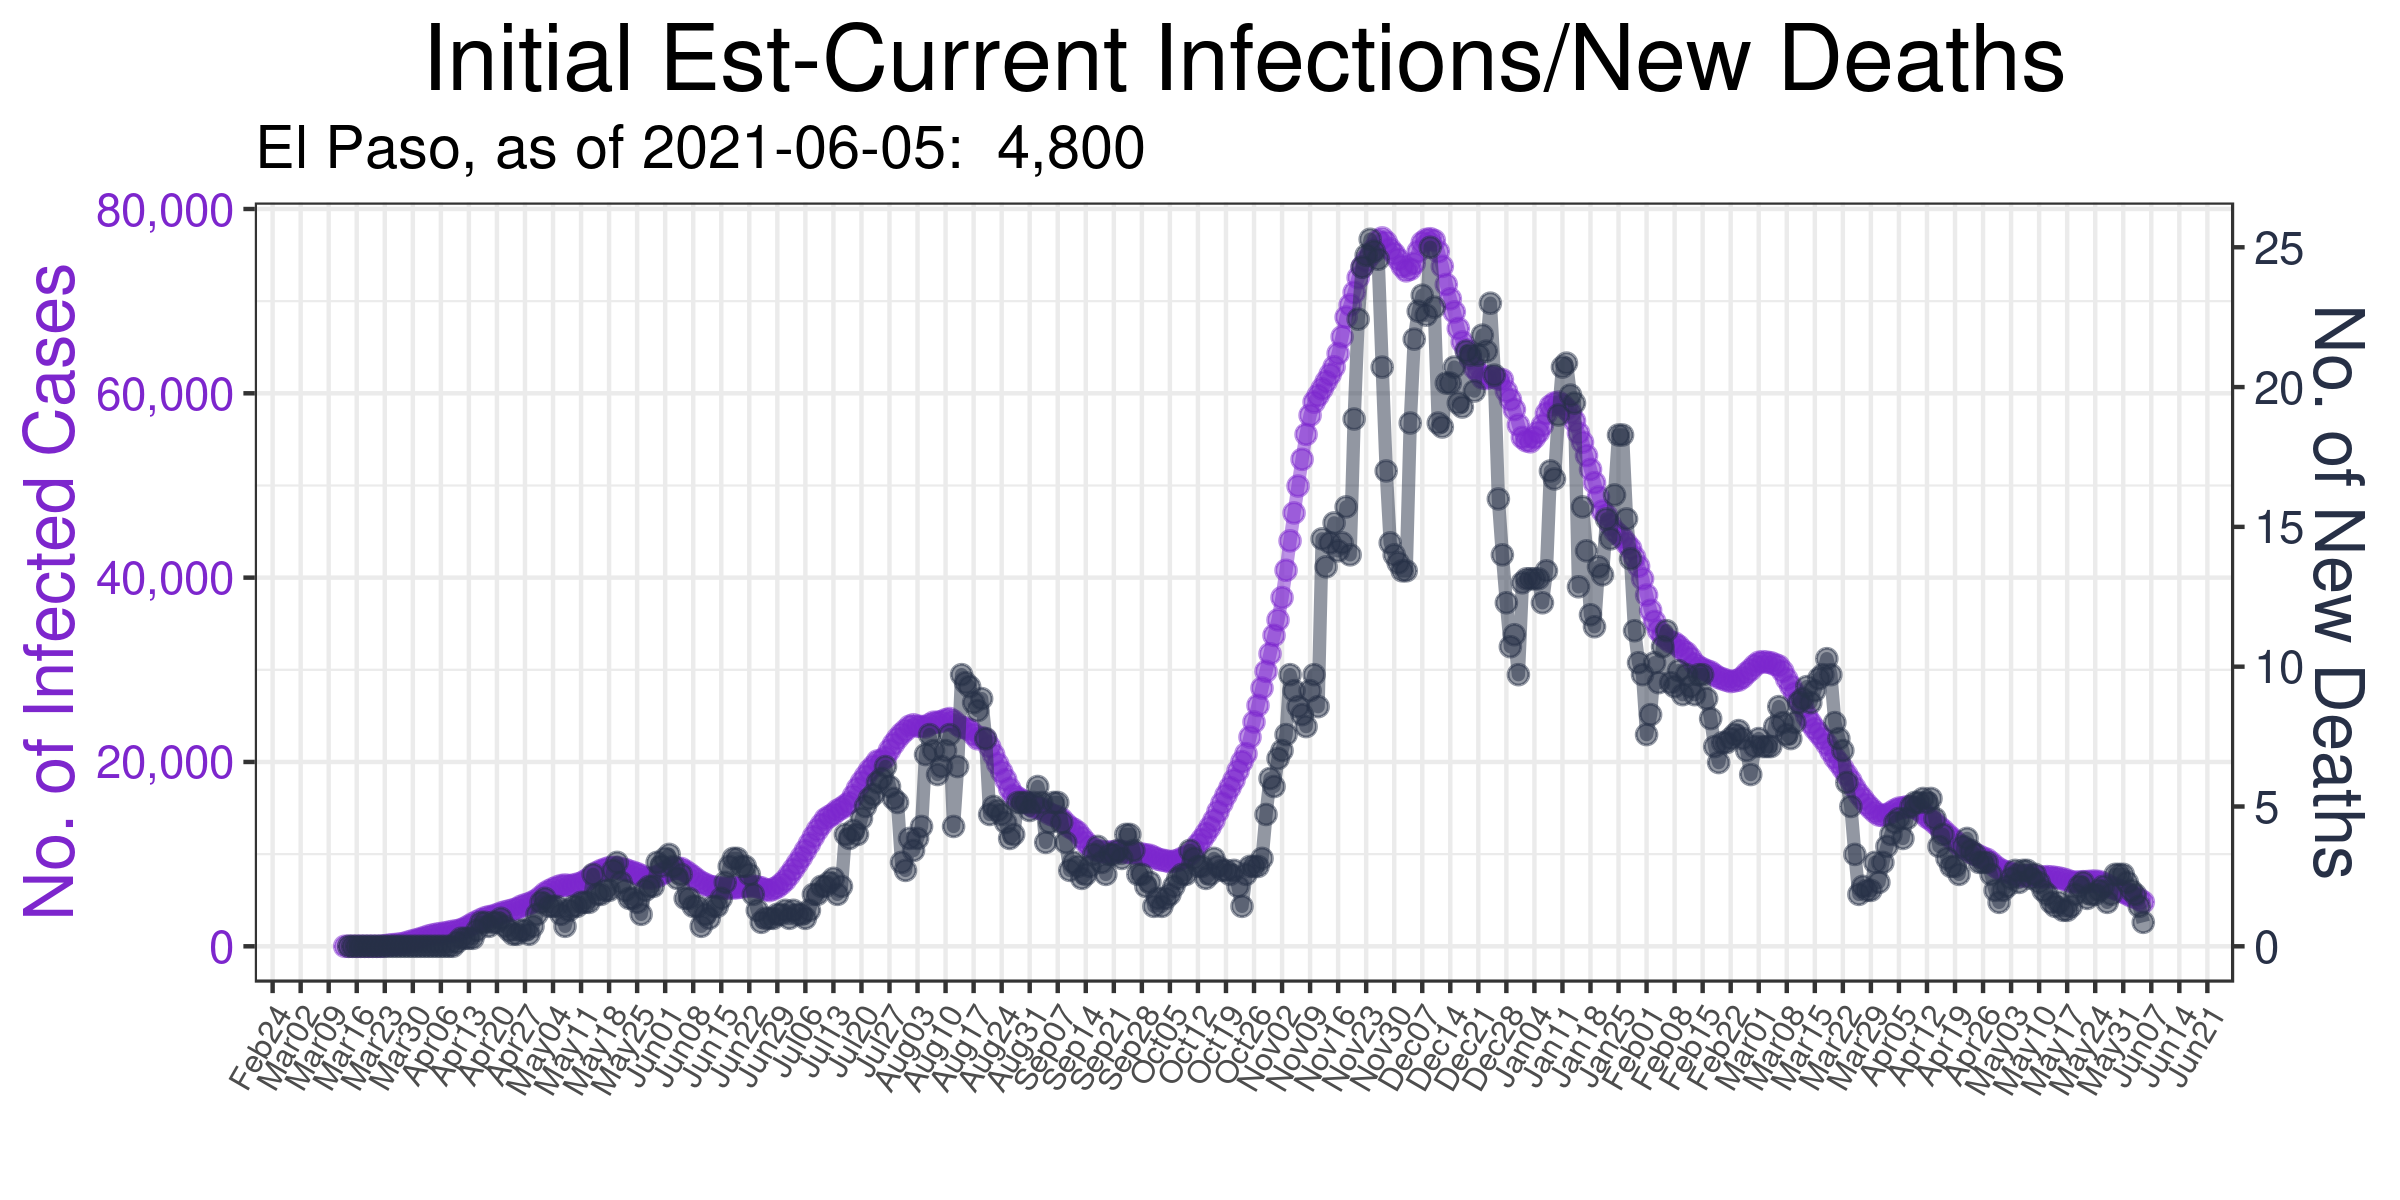 Initial Est-Current Infections/New Deaths
El Paso, as of 2021-06-05:  4,800
No. of Infected Cases
80,000
60,000
40,000
20,000
0
25
20
15
10
5
0
No. of New Deaths
Feb24
Mar02
Mar09
Mar16
Mar23
Mar30
Apr06
Apr13
Apr20
Apr27
May04
May11
May18
May25
Jun01
Jun08
Jun15
Jun22
Jun29
Jul06
Jul13
Jul20
Jul27
Aug03
Aug10
Aug17
Aug24
Aug31
Sep07
Sep14
Sep21
Sep28
Oct05
Oct12
Oct19
Oct26
Nov02
Nov09
Nov16
Nov23
Nov30
Dec07
Dec14
Dec21
Dec28
Jan04
Jan11
Jan18
Jan25
Feb01
Feb08
Feb15
Feb22
Mar01
Mar08
Mar15
Mar22
Mar29
Apr05
Apr12
Apr19
Apr26
May03
May10
May17
May24
May31
Jun07
Jun14
Jun21